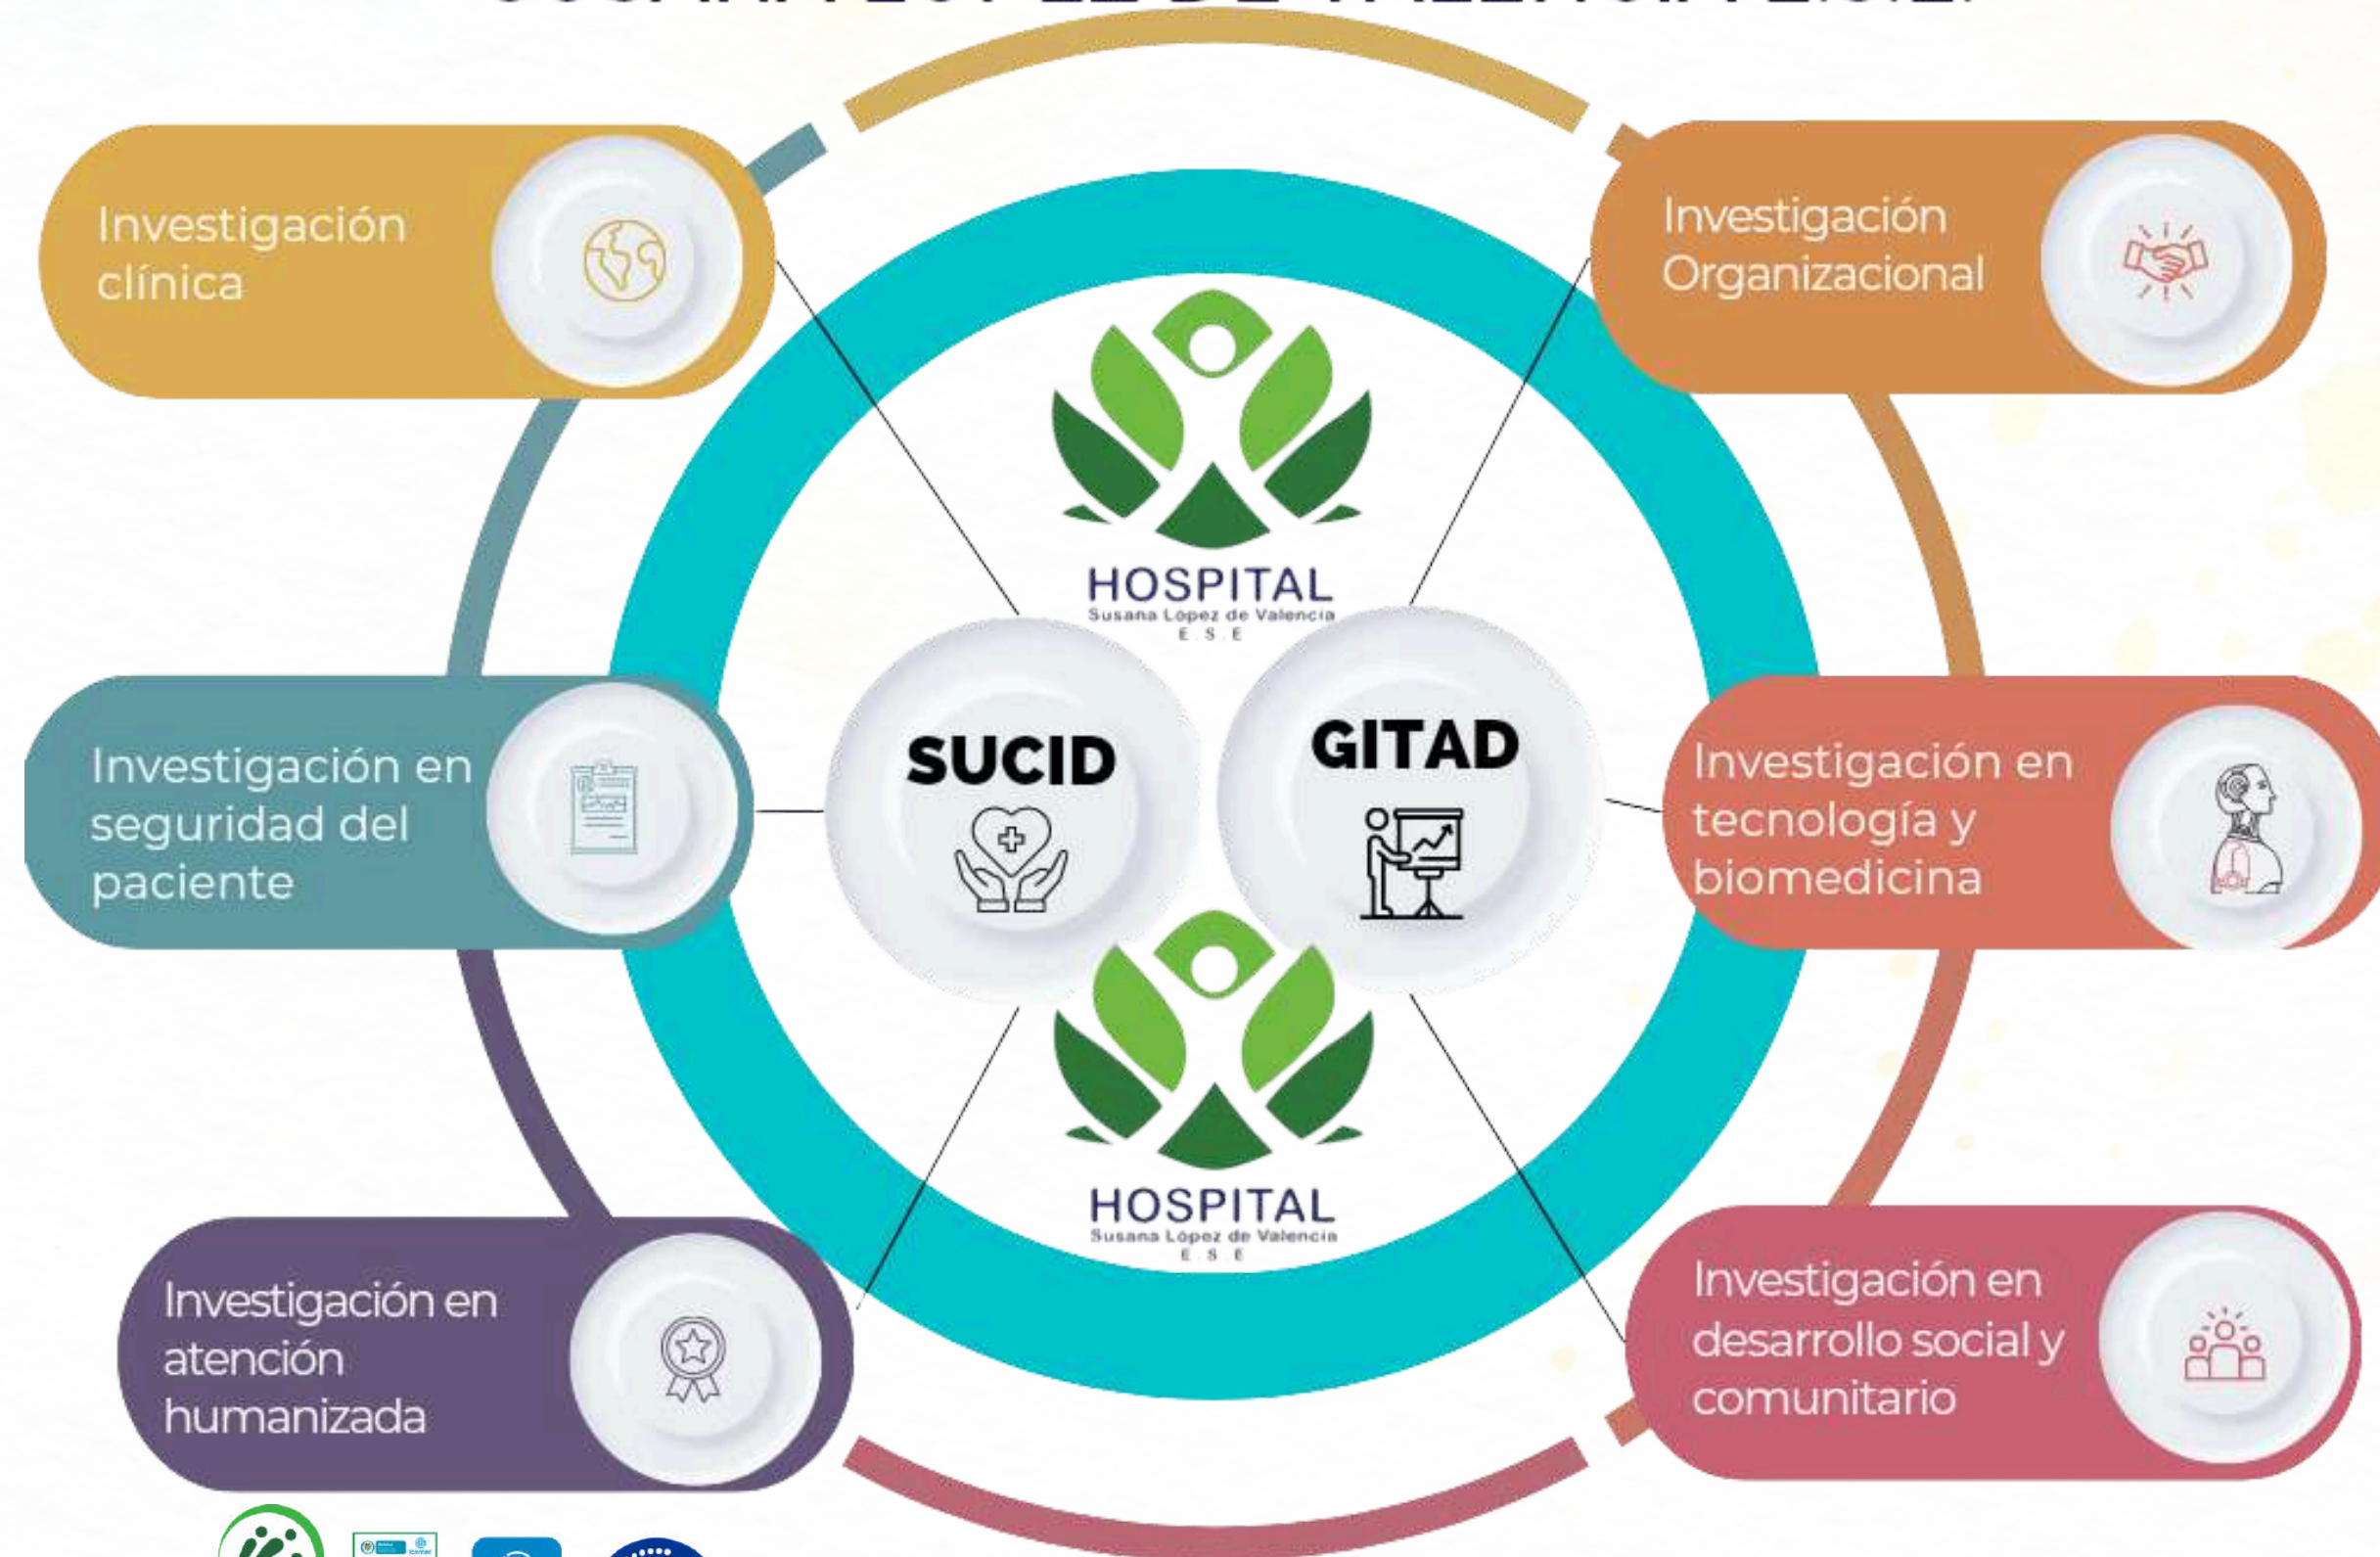 Investigación
clínica
Investigación
Organizacional
HOSPITAL
Susana López de Valencia
E.S.E
SUCID
GITAD
Investigación en
seguridad del
paciente
Investigación en
tecnología y
biomedicina
HOSPITAL
Susana López de Valencia
E.S.E
Investigación en
atención
humanizada
Investigación en
desarrollo social y
comunitario